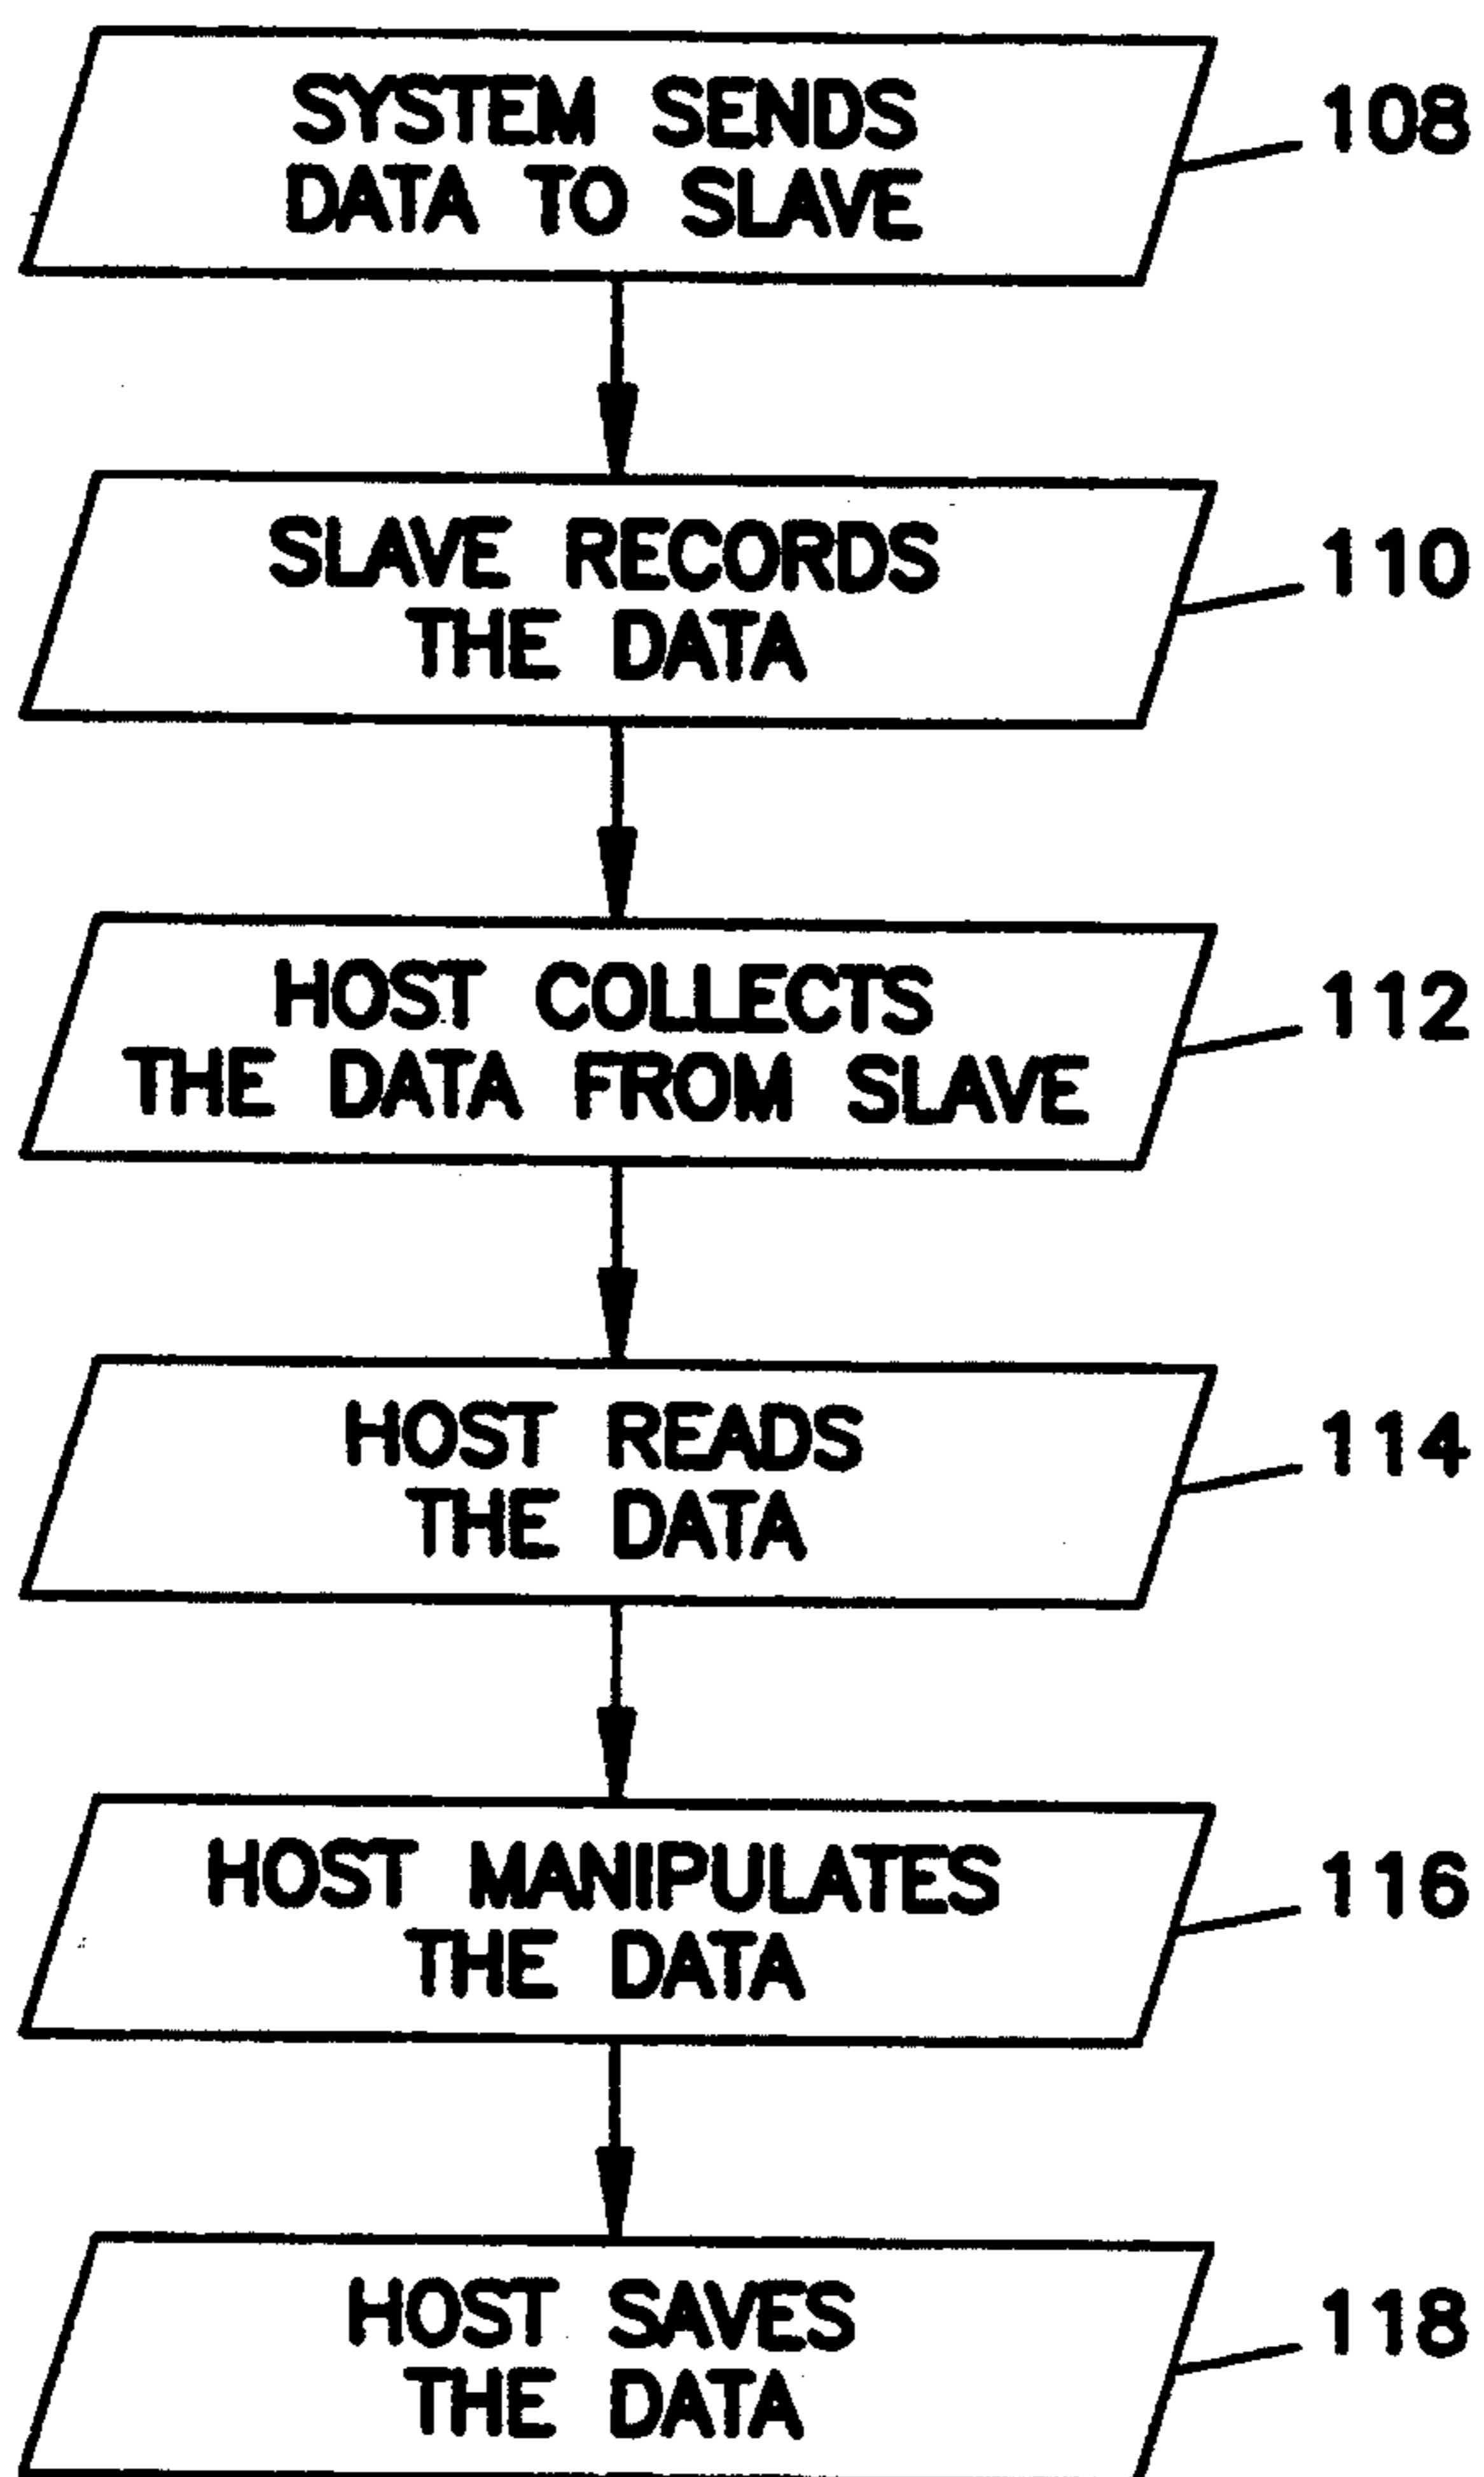 SYSTEM SENDS
DATA TO SLAVE
108
SLAVE RECORDS
THE DATA
110
HOST COLLECTS
THE DATA FROM SLAVE
112
HOST READS
THE DATA
114
HOST MANIPULATES
THE DATA
116
HOST SAVES
THE DATA
118